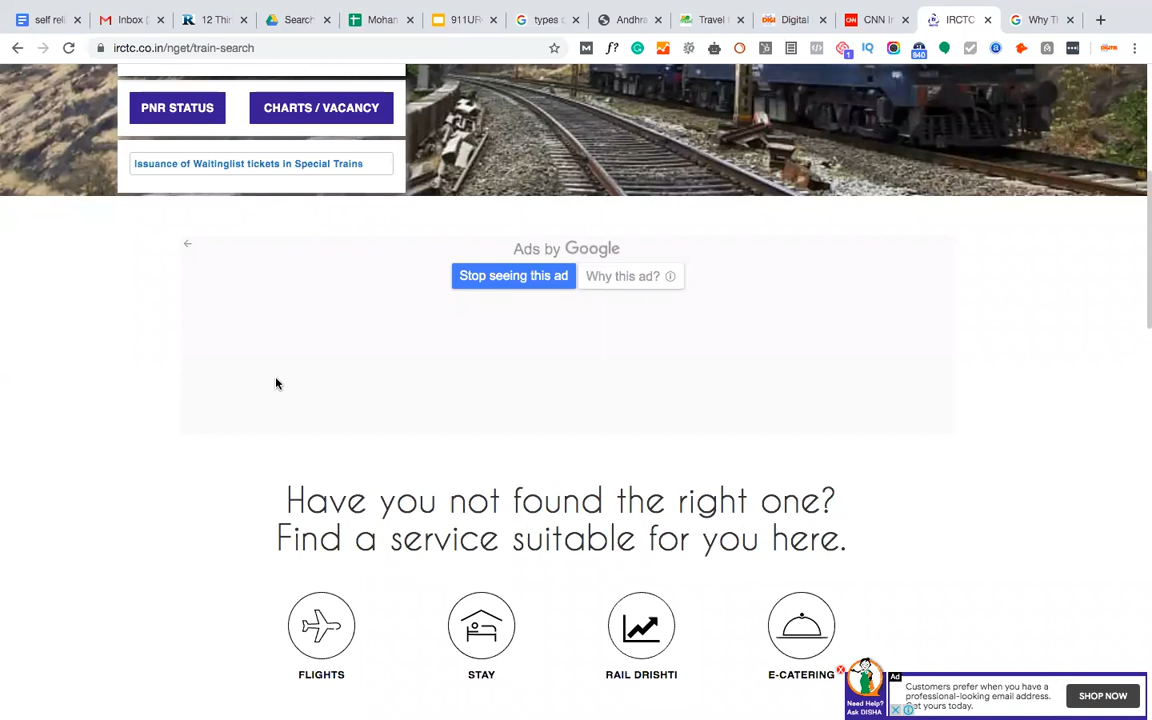 self reli
Inbox
12 Thin
Search
Mohan
911UR
types o
Andhra
Travel
Digital
CNN In
IRCTC
Why Th
irctc.co.in/nget/train-search
PNR STATUS
CHARTS / VACANCY
Issuance of Waitinglist tickets in Special Trains
Ads by Google
Stop seeing this ad
Why this ad?
Have you not found the right one?
Find a service suitable for you here.
FLIGHTS
STAY
RAIL DRISHTI
E-CATERING
Need Help?
Ask DISHA
Ad
Customers prefer when you have a
professional-looking email address.
Get yours today.
SHOP NOW